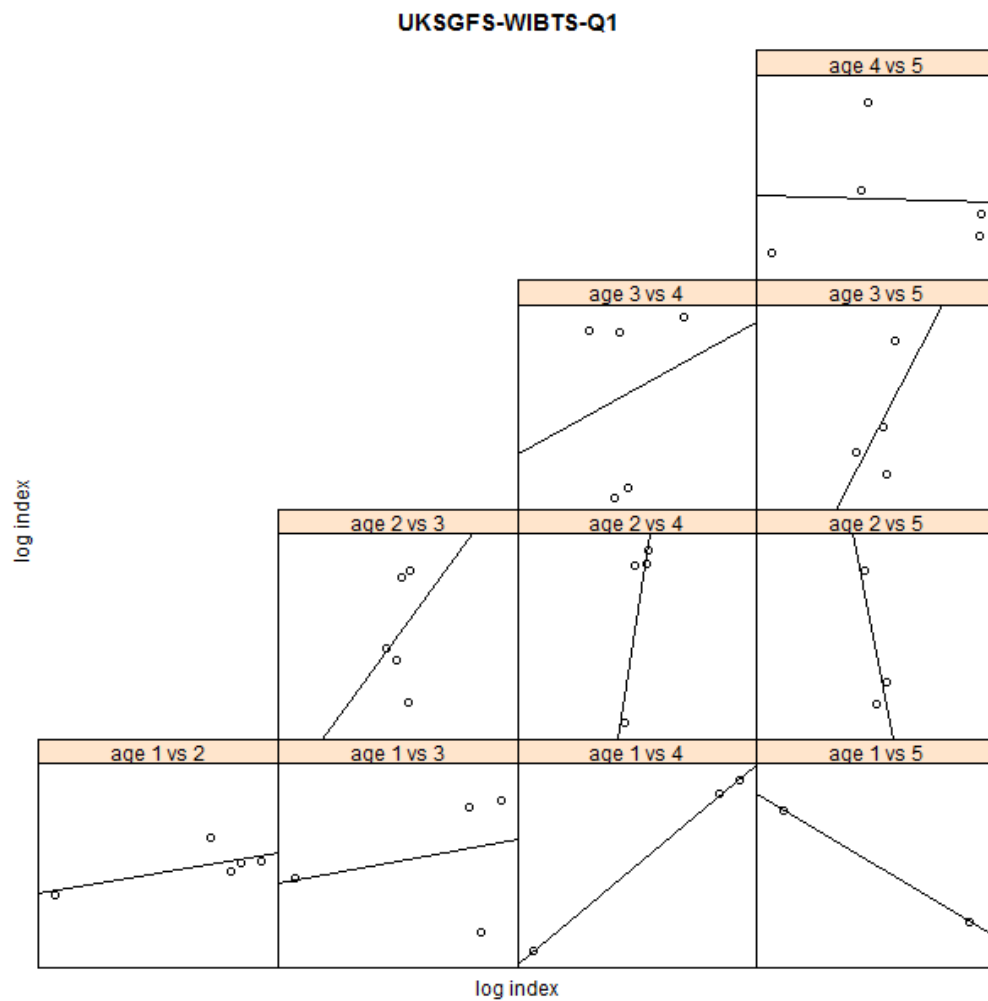 UKSGFS-WIBTS-Q1
age 4 vs 5
age 3 vs 4
age 3 vs 5
log index
age 2 vs 3
age 2 vs 4
age 2 vs 5
age 1 vs 2
age 1 vs 3
age 1 vs 4
age 1 vs 5
log index